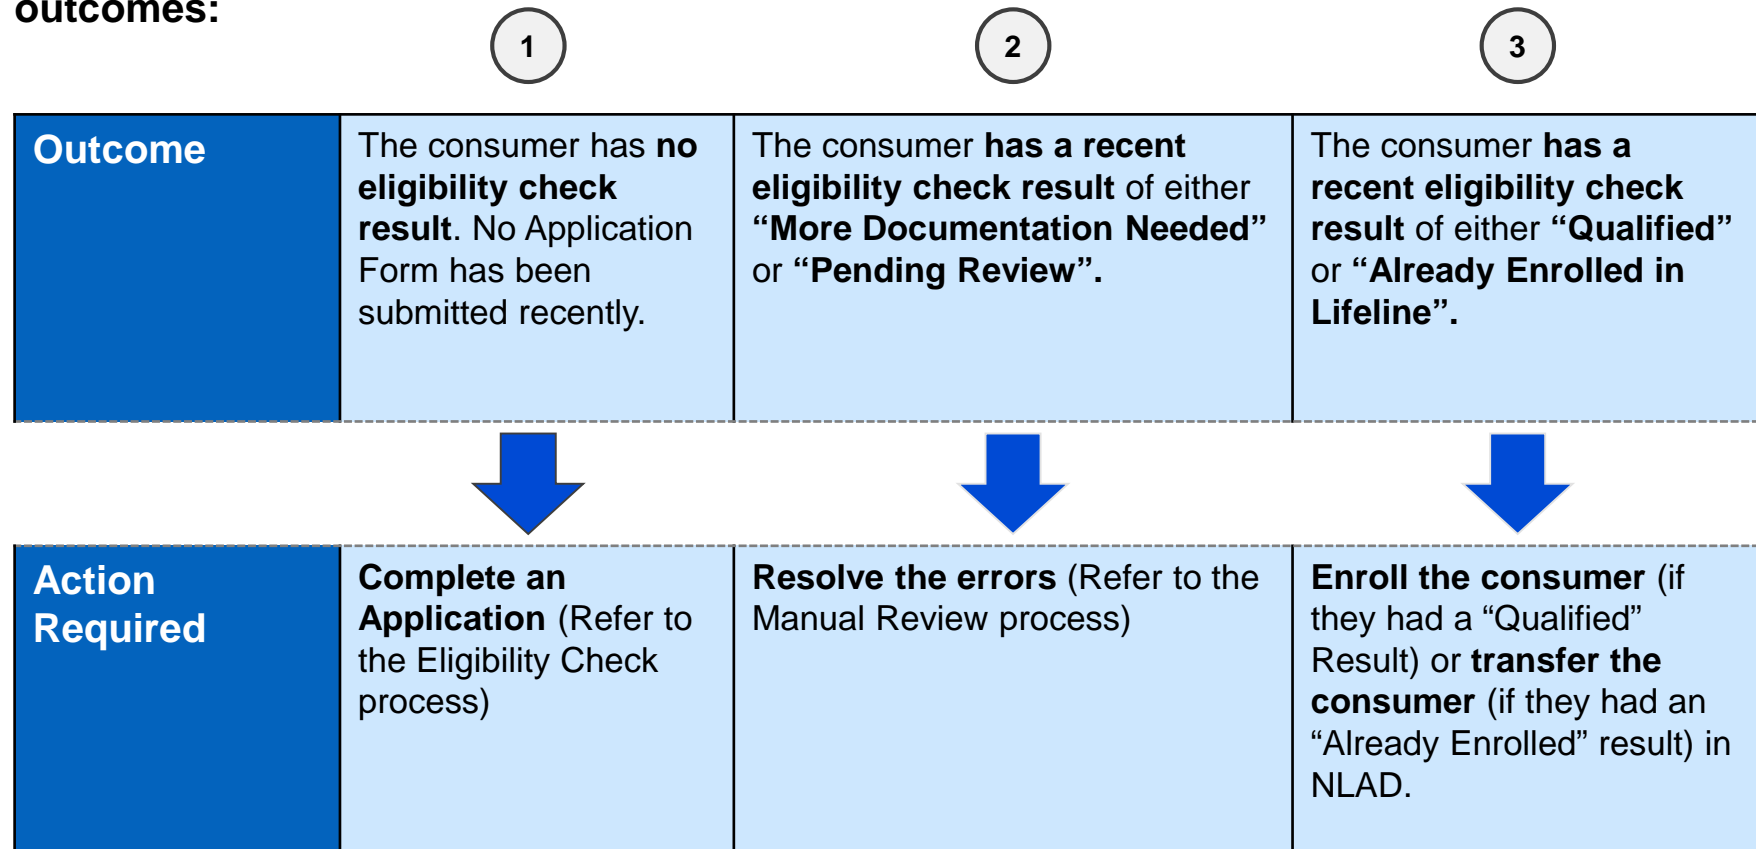 outcomes:
1
2
3
Outcome
The consumer has no
eligibility check
result. No Application
Form has been
submitted recently.
The consumer has a recent
eligibility check result of either
“More Documentation Needed”
or “Pending Review”.
The consumer has a
recent eligibility check
result of either “Qualified”
or “Already Enrolled in
Lifeline”.
Action
Required
Complete an
Application (Refer to
the Eligibility Check
process)
Resolve the errors (Refer to the
Manual Review process)
Enroll the consumer (if
they had a “Qualified”
Result) or transfer the
consumer (if they had an
“Already Enrolled” result) in
NLAD.